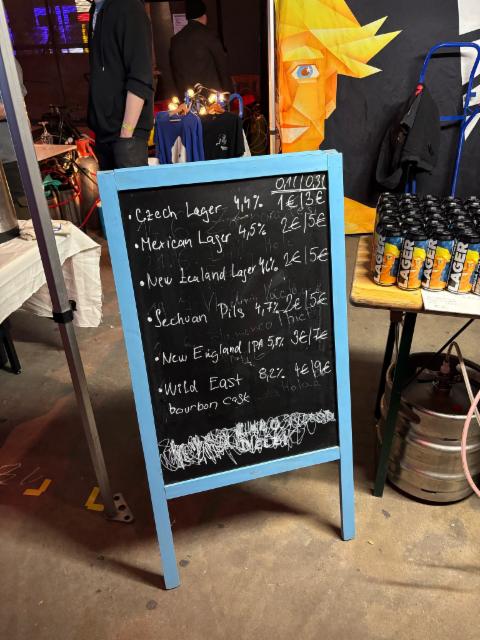 0,1l | 0,3l
• Czech Lager 4,4% 1€ | 3€
• Mexican Lager 4,5% 2€ | 5€
• New Zealand Lager 2€ | 5€
• Sechuan Pils 4,7% 2€ | 5€
• New England IPA 5,8% 3€ | 7€
• Wild East 8,2% 4€ | 9€
bourbon cask
LAGER
LAGER
LAGER
LAGER